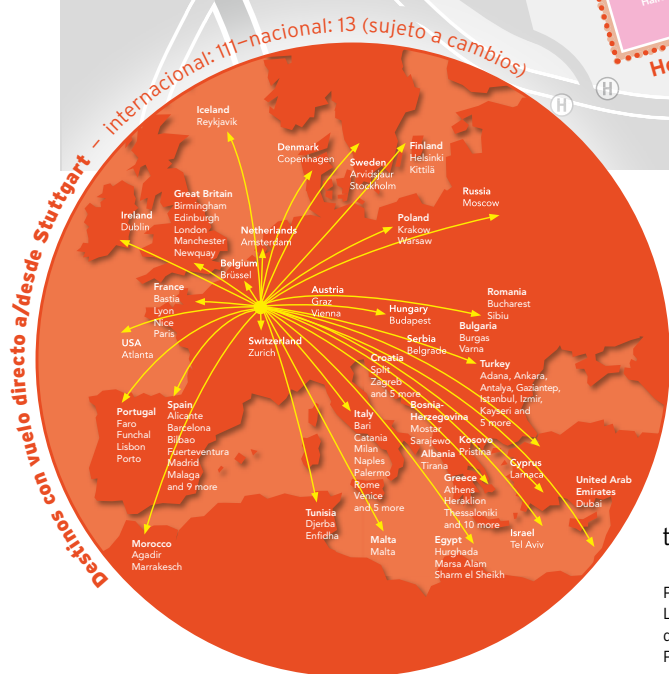 Destinos con vuelo directo a/desde Stuttgart – internacional: 111–nacional: 13 (sujeto a cambios)
H
H
Iceland
Reykjavik
Denmark
Copenhagen
Sweden
Arvidsjaur
Stockholm
Finland
Helsinki
Kittilä
Russia
Moscow
Ireland
Dublin
Great Britain
Birmingham
Edinburgh
London
Manchester
Newquay
Netherlands
Amsterdam
Poland
Krakow
Warsaw
Belgium
Brüssel
France
Bastia
Lyon
Nice
Paris
Austria
Graz
Vienna
Hungary
Budapest
Romania
Bucharest
Sibiu
Bulgaria
Burgas
Varna
USA
Atlanta
Switzerland
Zurich
Serbia
Belgrade
Croatia
Split
Zagreb
and 5 more
Turkey
Adana, Ankara,
Antalya, Gaziantep,
Istanbul, Izmir,
Kayseri and
5 more
Portugal
Faro
Funchal
Lisbon
Porto
Spain
Alicante
Barcelona
Bilbao
Fuerteventura
Madrid
Malaga
and 9 more
Italy
Bari
Catania
Milan
Naples
Palermo
Rome
Venice
and 5 more
Bosnia-
Herzegovina
Mostar
Sarajewo
Kosovo
Pristina
Albania
Tirana
Greece
Athens
Heraklion
Thessaloniki
and 10 more
Cyprus
Larnaca
United Arab
Emirates
Dubai
Tunisia
Djerba
Enfidha
Malta
Malta
Egypt
Hurghada
Marsa Alam
Sharm el Sheikh
Israel
Tel Aviv
Morocco
Agadir
Marrakesch